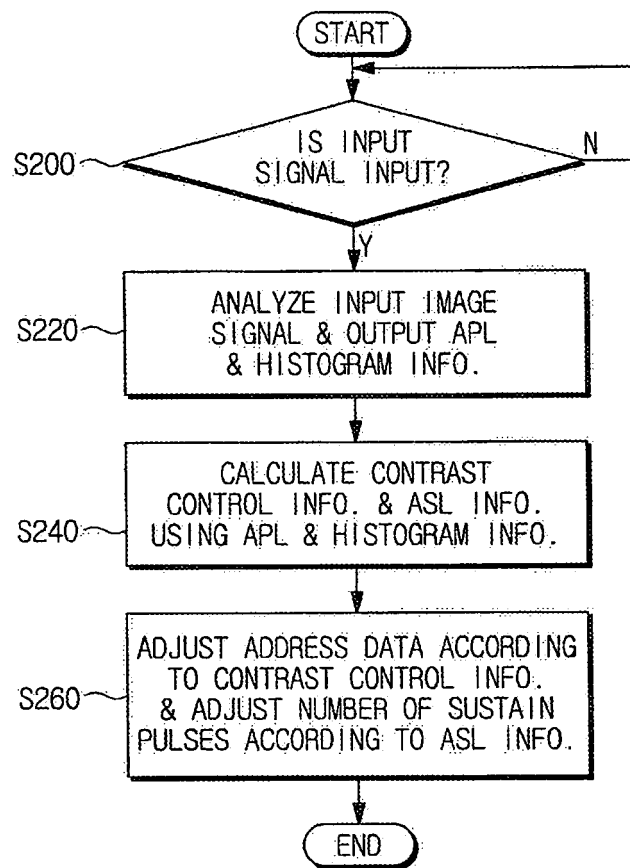 START
IS INPUT
SIGNAL INPUT?
N
S200
Y
ANALYZE INPUT IMAGE
SIGNAL & OUTPUT APL
& HISTOGRAM INFO.
S220
CALCULATE CONTRAST
CONTROL INFO. & ASL INFO.
USING APL & HISTOGRAM INFO.
S240
ADJUST ADDRESS DATA ACCORDING
TO CONTRAST CONTROL INFO.
& ADJUST NUMBER OF SUSTAIN
PULSES ACCORDING TO ASL INFO.
S260
END